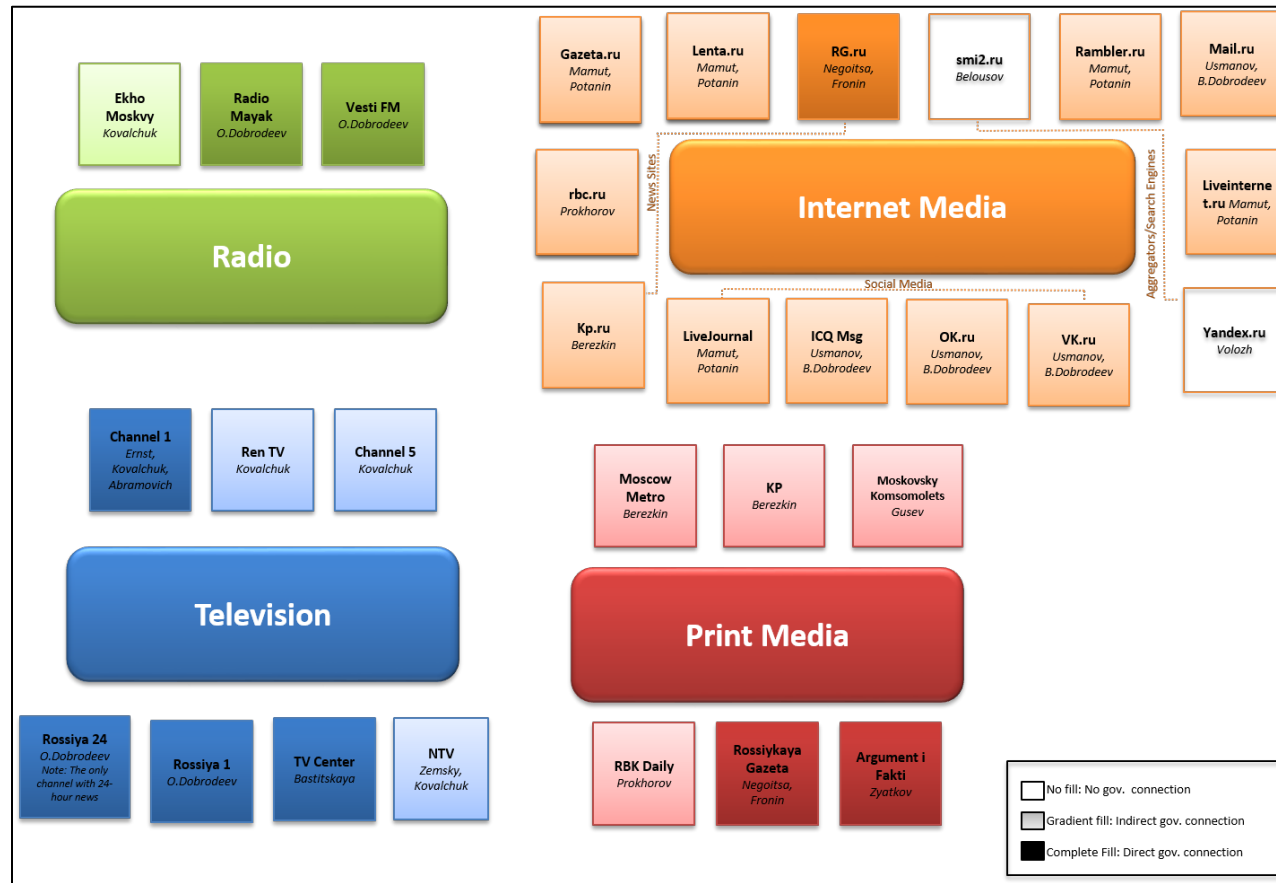 Ekho
Moskvy
Kovalchuk
Radio
Mayak
O.Dobrodeev
Vesti FM
O.Dobrodeev
Radio
Gazeta.ru
Mamut,
Potanin
Lenta.ru
Mamut,
Potanin
RG.ru
Negoitsa,
Fronin
smi2.ru
Belousov
Rambler.ru
Mamut,
Potanin
Mail.ru
Usmanov,
B.Dobrodeev
rbc.ru
Prokhorov
News Sites
Internet Media
Aggregators/Search Engines
Liveinterne
t.ru Mamut,
Potanin
Social Media
Kp.ru
Berezkin
LiveJournal
Mamut,
Potanin
ICQ Msg
Usmanov,
B.Dobrodeev
OK.ru
Usmanov,
B.Dobrodeev
VK.ru
Usmanov,
B.Dobrodeev
Yandex.ru
Volozh
Channel 1
Ernst,
Kovalchuk,
Abramovich
Ren TV
Kovalchuk
Channel 5
Kovalchuk
Television
Rossiya 24
O.Dobrodeev
Note: The only
channel with 24-
hour news
Rossiya 1
O.Dobrodeev
TV Center
Bastitskaya
NTV
Zemsky,
Kovalchuk
Moscow
Metro
Berezkin
KP
Berezkin
Moskovsky
Komsomolets
Gusev
Print Media
RBK Daily
Prokhorov
Rossiykaya
Gazeta
Negoitsa,
Fronin
Argument i
Fakti
Zyatkov
No fill: No gov. connection
Gradient fill: Indirect gov. connection
Complete Fill: Direct gov. connection